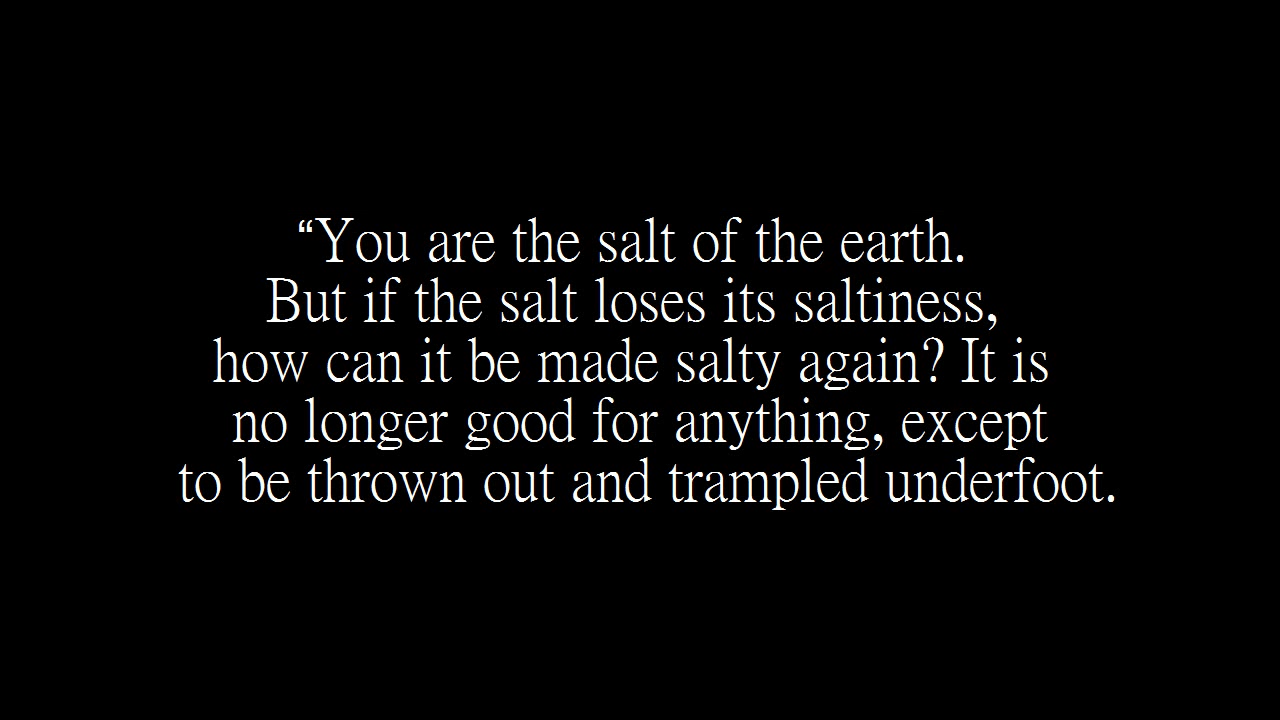 “You are the salt of the earth.
But if the salt loses its saltiness,
how can it be made salty again? It is
no longer good for anything, except
to be thrown out and trampled underfoot.